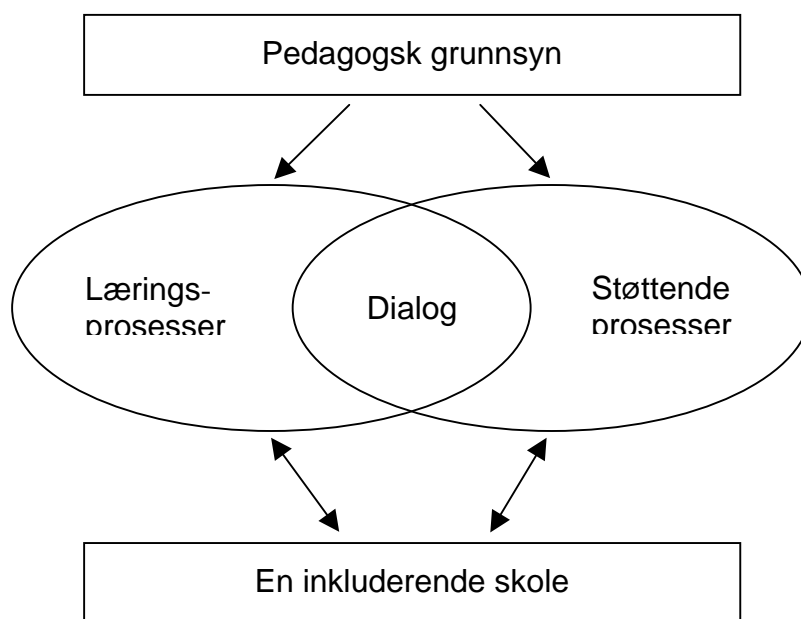 Pedagogsk grunnsyn
Lærings-
prosesser
Dialog
Støttende
prosesser
En inkluderende skole